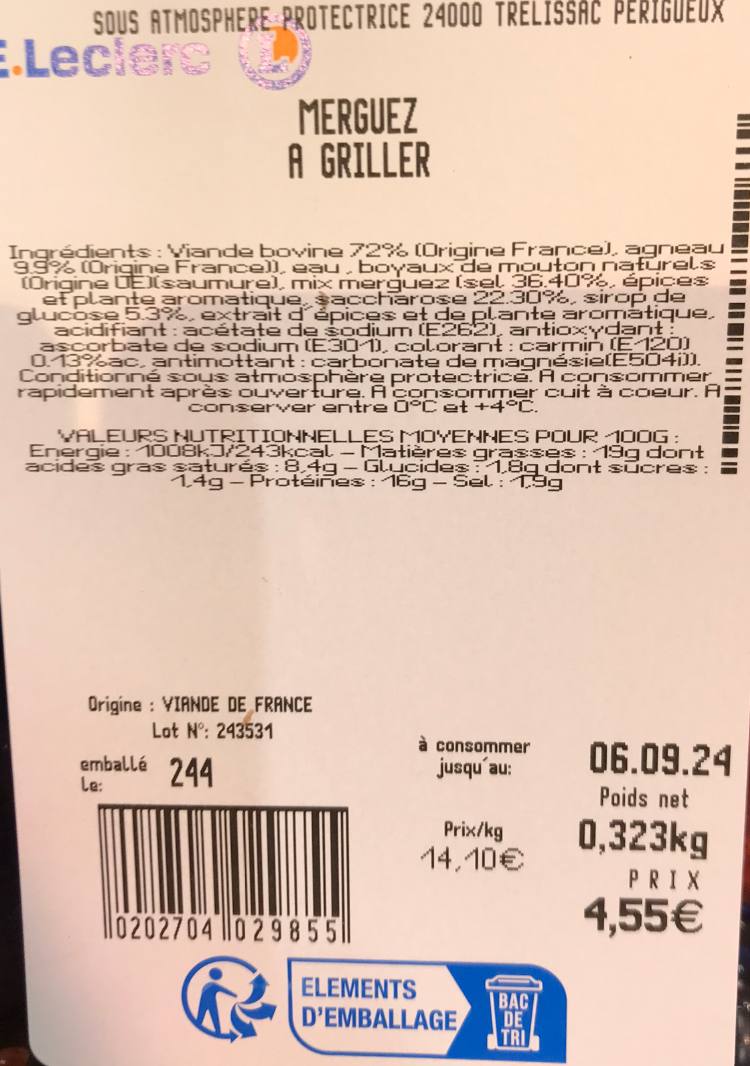 SOUS ATMOSPHERE PROTECTRICE 24000 TRELISSAC PERIGUEUX
E.Leclerc L
MERGUEZ
A GRILLER
Ingrédients : Viande bovine 72% (Origine France), agneau
9.9% (Origine France)), eau , boyaux de mouton naturels
(Origine UE)(saumure), mix merguez (sel 36.40%, épices
et plante aromatique, saccharose 22.30%, sirop de
glucose 5.3%, extrait d'épices et de plante aromatique,
acidifiant : acétate de sodium (E262), antioxydant :
ascorbate de sodium (E301), colorant : carmin (E120)
0.13%ac, antimottant : carbonate de magnésie(E504i)).
Conditionné sous atmosphère protectrice. A consommer
rapidement après ouverture. A consommer cuit à coeur. A
conserver entre 0°C et +4°C.
VALEURS NUTRITIONNELLES MOYENNES POUR 100G :
Energie : 1008kJ/243kcal – Matières grasses : 19g dont
acides gras saturés : 8,4g – Glucides : 1,8g dont sucres :
1,4g – Protéines : 16g – Sel : 1,9g
Origine : VIANDE DE FRANCE
Lot N°: 243531
emballé
Le:
244
à consommer
jusqu'au:
06.09.24
Poids net
0,323kg
Prix/kg
14,10€
PRIX
4,55€
0202704 029855
ELEMENTS
D'EMBALLAGE
BAC
DE
TRI